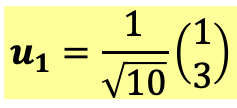 u₁ = 1/√10 (1 3)